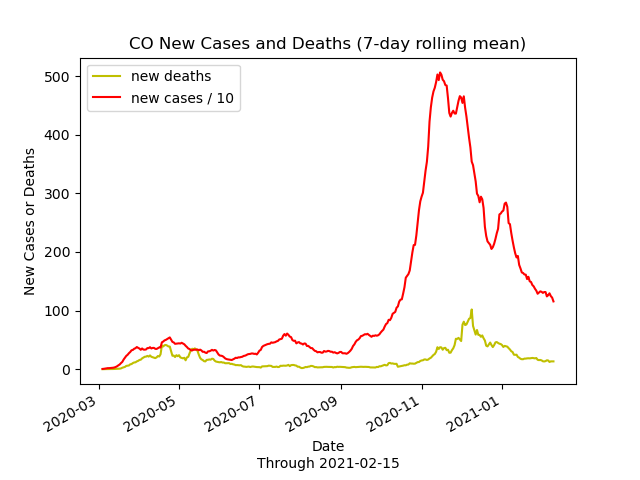 CO New Cases and Deaths (7-day rolling mean)
new deaths
new cases / 10
New Cases or Deaths
500
400
300
200
100
0
2020-03
2020-05
2020-07
2020-09
2020-11
2021-01
Date
Through 2021-02-15